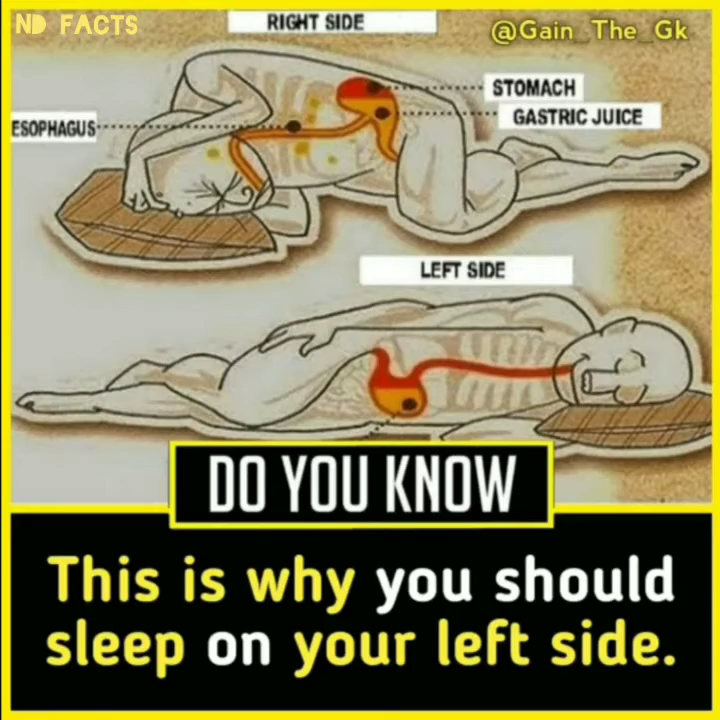 ND FACTS
RIGHT SIDE
@Gain_The_Gk
STOMACH
GASTRIC JUICE
ESOPHAGUS
LEFT SIDE
DO YOU KNOW
This is why you should
sleep on your left side.